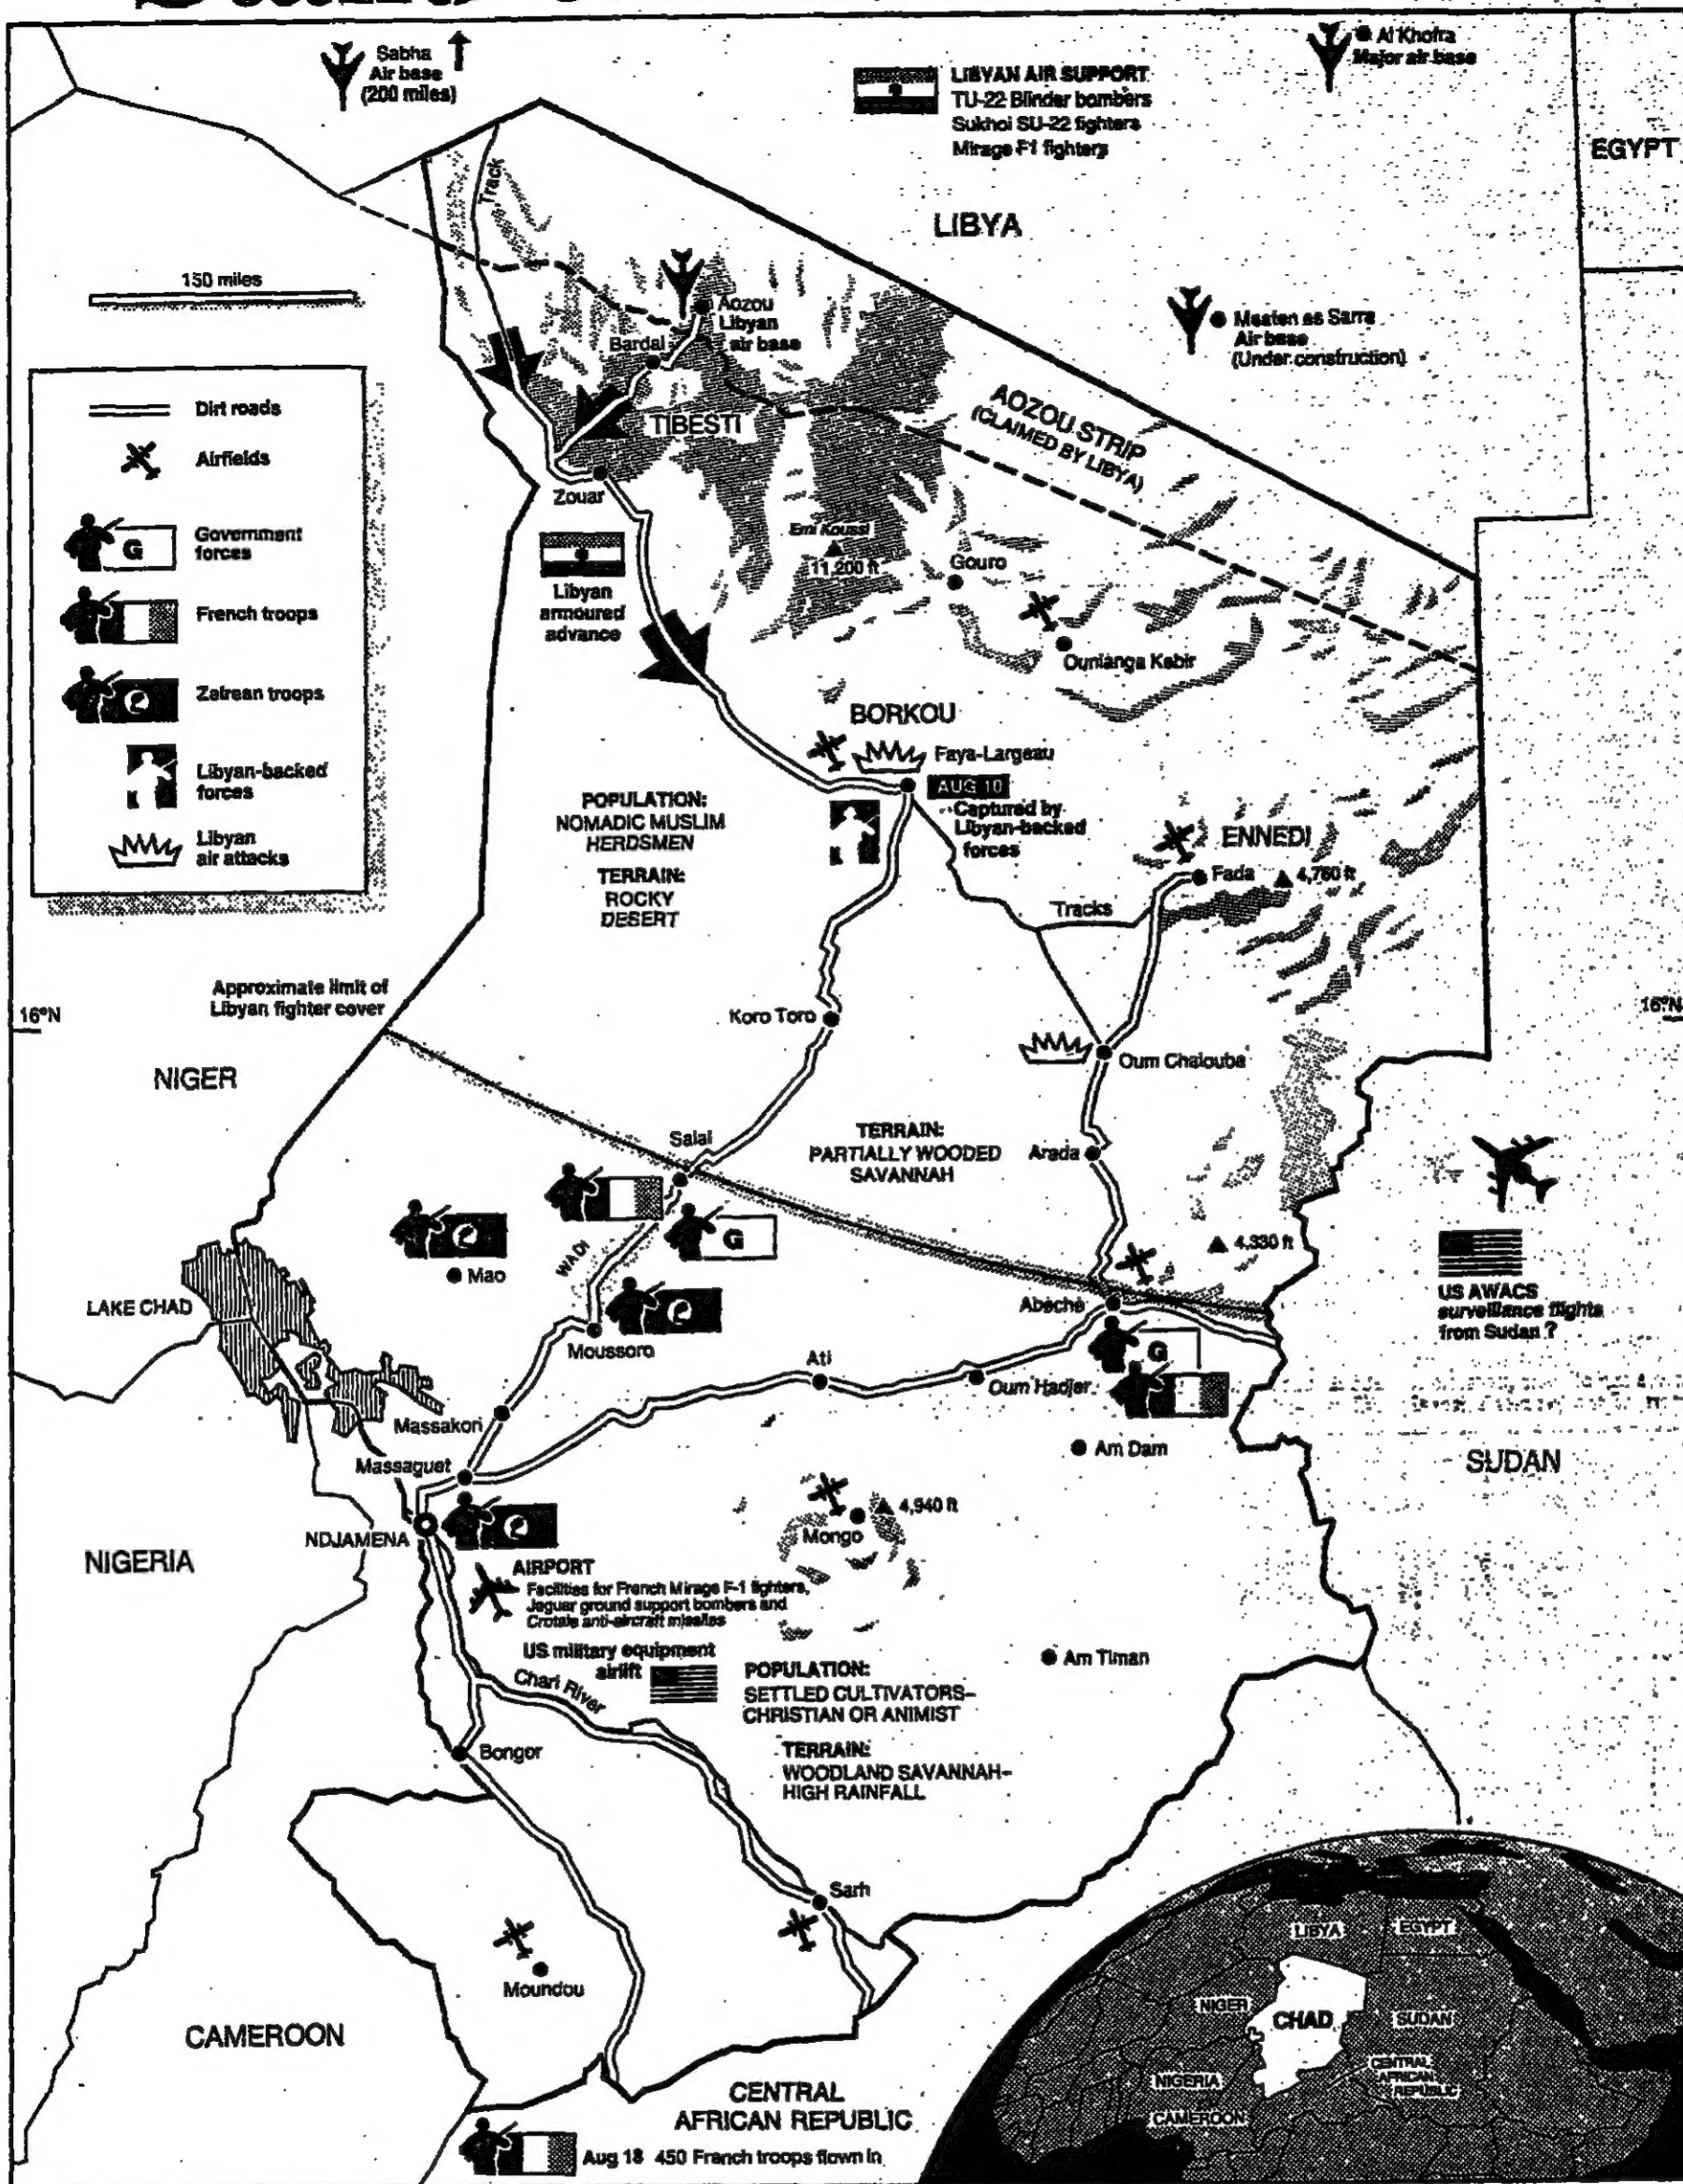 Sabha
Air base
(200 miles)
LIBYAN AIR SUPPORT
TU-22 Blinder bombers
Sukhoi SU-22 fighters
Mirage F1 fighters
Al Khofra
Major air base
EGYPT
LIBYA
Track
150 miles
Aozou
Libyan
air base
Bardai
Maaten as Sarra
Air base
(Under construction)
AOZOU STRIP
(CLAIMED BY LIBYA)
TIBESTI
Zouar
Dirt roads
Airfields
G
Government
forces
French troops
Zairean troops
Libyan-backed
forces
Libyan
air attacks
Libyan
armoured
advance
Emi Koussi
11,200 ft
Gouro
Ounianga Kebir
BORKOU
Faya-Largeau
AUG 10
Captured by
Libyan-backed
forces
POPULATION:
NOMADIC MUSLIM
HERDSMEN
TERRAIN:
ROCKY
DESERT
ENNEDI
Fada
4,760 ft
Tracks
Approximate limit of
Libyan fighter cover
16°N
16°N
Koro Toro
Oum Chalouba
NIGER
TERRAIN:
PARTIALLY WOODED
SAVANNAH
Arada
Salal
G
WADI
Mao
4,330 ft
LAKE CHAD
Moussoro
Abeche
G
US AWACS
surveillance flights
from Sudan?
Ati
Oum Hadjer
Massakori
Am Dam
SUDAN
Massaguet
4,940 ft
Mongo
NDJAMENA
NIGERIA
AIRPORT
Facilities for French Mirage F-1 fighters,
Jaguar ground support bombers and
Crotale anti-aircraft missiles
US military equipment
airlift
Chari River
POPULATION:
SETTLED CULTIVATORS–
CHRISTIAN OR ANIMIST
Am Timan
TERRAIN:
WOODLAND SAVANNAH–
HIGH RAINFALL
Bongor
Sarh
Moundou
CAMEROON
CENTRAL
AFRICAN REPUBLIC
Aug 18 450 French troops flown in
LIBYA
EGYPT
NIGER
CHAD
SUDAN
NIGERIA
CENTRAL
AFRICAN
REPUBLIC
CAMEROON